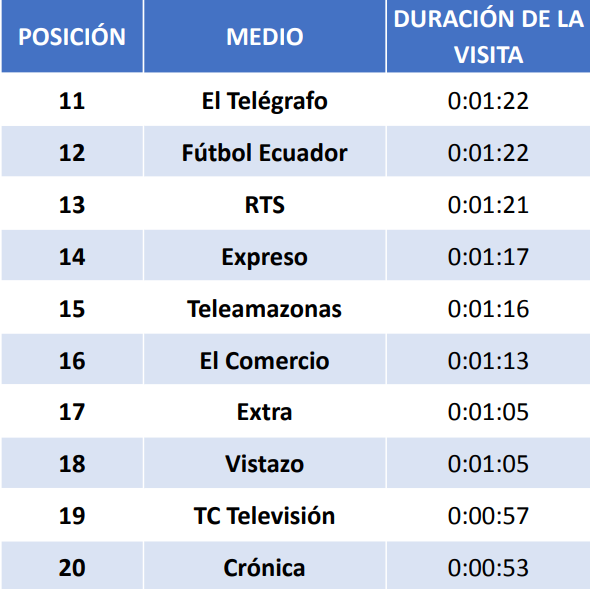 POSICIÓN MEDIO DURACIÓN DE LA VISITA
11 El Telégrafo 0:01:22
12 Fútbol Ecuador 0:01:22
13 RTS 0:01:21
14 Expreso 0:01:17
15 Teleamazonas 0:01:16
16 El Comercio 0:01:13
17 Extra 0:01:05
18 Vistazo 0:01:05
19 TC Televisión 0:00:57
20 Crónica 0:00:53